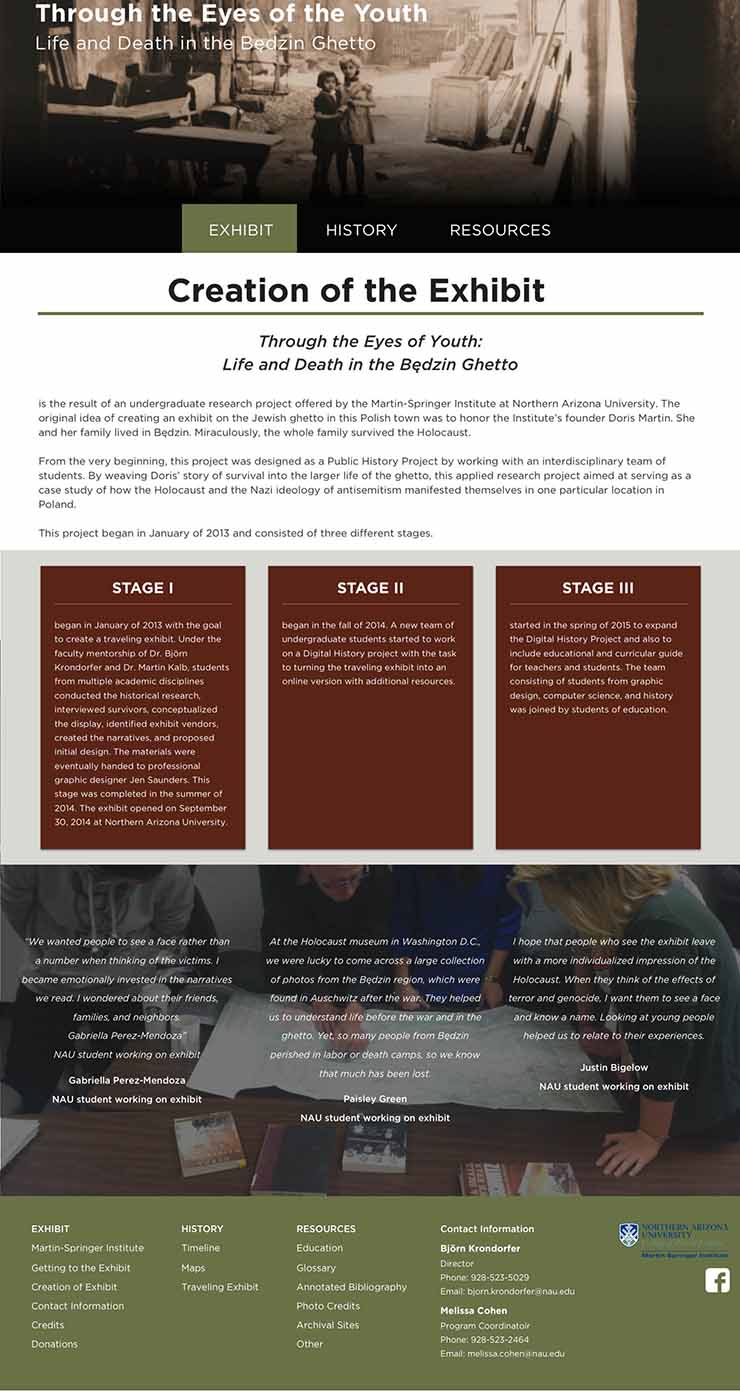 Through the Eyes of the Youth
Life and Death in the Będzin Ghetto
EXHIBIT
HISTORY
RESOURCES
Creation of the Exhibit
Through the Eyes of Youth:
Life and Death in the Będzin Ghetto
is the result of an undergraduate research project offered by the Martin-Springer Institute at Northern Arizona University. The
original idea of creating an exhibit on the Jewish ghetto in this Polish town was to honor the Institute's founder Doris Martin. She
and her family lived in Będzin. Miraculously, the whole family survived the Holocaust.
From the very beginning, this project was designed as a Public History Project by working with an interdisciplinary team of
students. By weaving Doris' story of survival into the larger life of the ghetto, this applied research project aimed at serving as a
case study of how the Holocaust and the Nazi ideology of antisemitism manifested themselves in one particular location in
Poland.
This project began in January of 2013 and consisted of three different stages.
STAGE I
began in January of 2013 with the goal
to create a traveling exhibit. Under the
faculty mentorship of Dr. Björn
Krondorfer and Dr. Martin Kalb, students
from multiple academic disciplines
conducted the historical research,
interviewed survivors, conceptualized
the display, identified exhibit vendors,
created the narratives, and proposed
initial design. The materials were
eventually handed to professional
graphic designer Jen Saunders. This
stage was completed in the summer of
2014. The exhibit opened on September
30, 2014 at Northern Arizona University.
STAGE II
began in the fall of 2014. A new team of
undergraduate students started to work
on a Digital History project with the task
to turning the traveling exhibit into an
online version with additional resources.
STAGE III
started in the spring of 2015 to expand
the Digital History Project and also to
include educational and curricular guide
for teachers and students. The team
consisting of students from graphic
design, computer science, and history
was joined by students of education.
“We wanted people to see a face rather than
a number when thinking of the victims. I
became emotionally invested in the narratives
we read. I wondered about their friends,
families, and neighbors.
Gabriella Perez-Mendoza”
NAU student working on exhibit
Gabriella Perez-Mendoza
NAU student working on exhibit
At the Holocaust museum in Washington D.C.,
we were lucky to come across a large collection
of photos from the Będzin region, which were
found in Auschwitz after the war. They helped
us to understand life before the war and in the
ghetto. Yet, so many people from Będzin
perished in labor or death camps, so we know
that much has been lost.
Paisley Green
NAU student working on exhibit
I hope that people who see the exhibit leave
with a more individualized impression of the
Holocaust. When they think of the effects of
terror and genocide, I want them to see a face
and know a name. Looking at young people
helped us to relate to their experiences.
Justin Bigelow
NAU student working on exhibit
EXHIBIT
Martin-Springer Institute
Getting to the Exhibit
Creation of Exhibit
Contact Information
Credits
Donations
HISTORY
Timeline
Maps
Traveling Exhibit
RESOURCES
Education
Glossary
Annotated Bibliography
Photo Credits
Archival Sites
Other
Contact Information
Björn Krondorfer
Director
Phone: 928-523-5029
Email: bjorn.krondorfer@nau.edu
Melissa Cohen
Program Coordinatoir
Phone: 928-523-2464
Email: melissa.cohen@nau.edu
NORTHERN ARIZONA
UNIVERSITY
Martin-Springer Institute